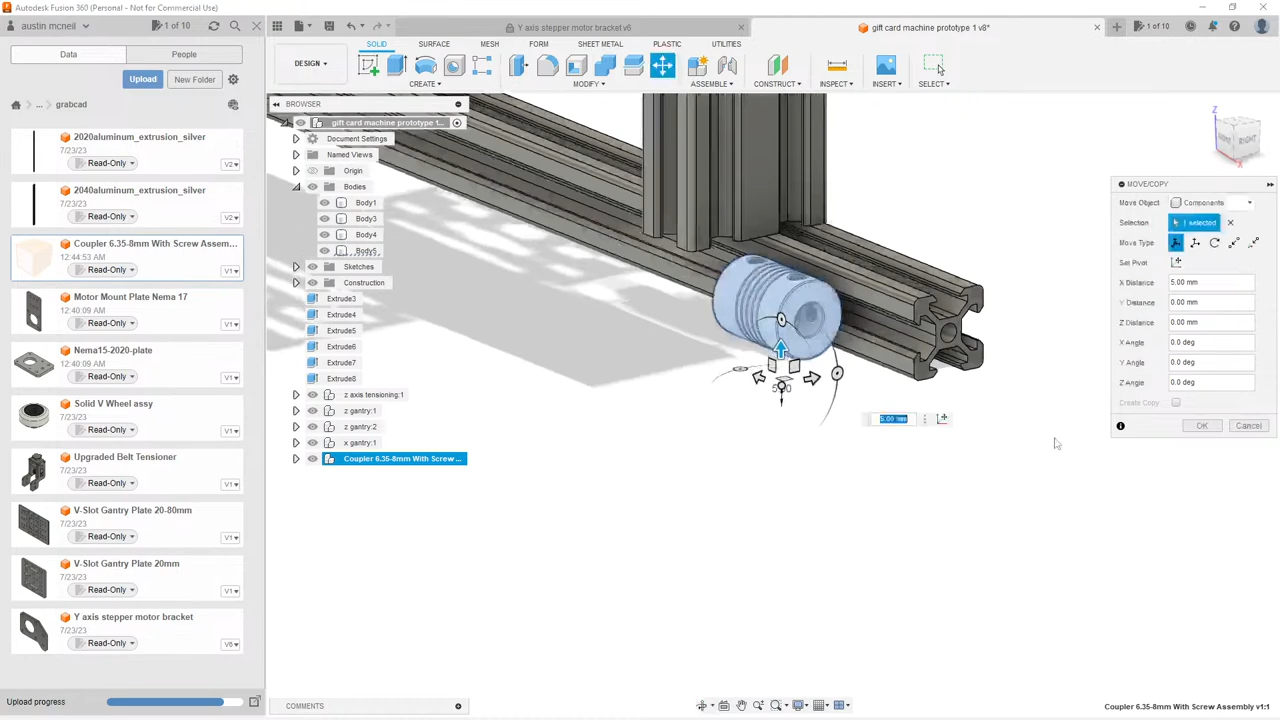 Autodesk Fusion 360 (Personal - Not for Commercial Use)
austin mcneil
1 of 10
Y axis stepper motor bracket v6
gift card machine prototype 1 v8*
1 of 10
Data
People
SOLID
SURFACE
MESH
FORM
SHEET METAL
PLASTIC
UTILITIES
DESIGN
Upload
New Folder
CREATE
MODIFY
ASSEMBLE
CONSTRUCT
INSPECT
INSERT
SELECT
... grabcad
BROWSER
gift card machine prototype 1...
Document Settings
Named Views
Origin
Bodies
Body1
Body3
Body4
Body5
Sketches
Construction
Extrude3
Extrude4
Extrude5
Extrude6
Extrude7
Extrude8
z axis tensioning:1
z gantry:1
z gantry:2
x gantry:1
Coupler 6.35-8mm With Screw ...
2020aluminum_extrusion_silver
Read-Only
V2
2040aluminum_extrusion_silver
Read-Only
V2
Coupler 6.35-8mm With Screw Assem...
12:44:53 AM
Read-Only
V1
Motor Mount Plate Nema 17
12:40:09 AM
Read-Only
V1
Nema15-2020-plate
12:40:09 AM
Read-Only
V1
Solid V Wheel assy
7/23/23
Read-Only
V1
Upgraded Belt Tensioner
7/23/23
Read-Only
V1
V-Slot Gantry Plate 20-80mm
7/23/23
Read-Only
V1
V-Slot Gantry Plate 20mm
7/23/23
Read-Only
V1
Y axis stepper motor bracket
7/23/23
Read-Only
V6
Upload progress
Z
RIGHT
X
MOVE/COPY
Move Object
Components
Selection
1 selected
Move Type
Set Pivot
X Distance
5.00 mm
Y Distance
0.00 mm
Z Distance
0.00 mm
X Angle
0.0 deg
Y Angle
0.0 deg
Z Angle
0.0 deg
Create Copy
OK
Cancel
5.00 mm
COMMENTS
Coupler 6.35-8mm With Screw Assembly v1:1